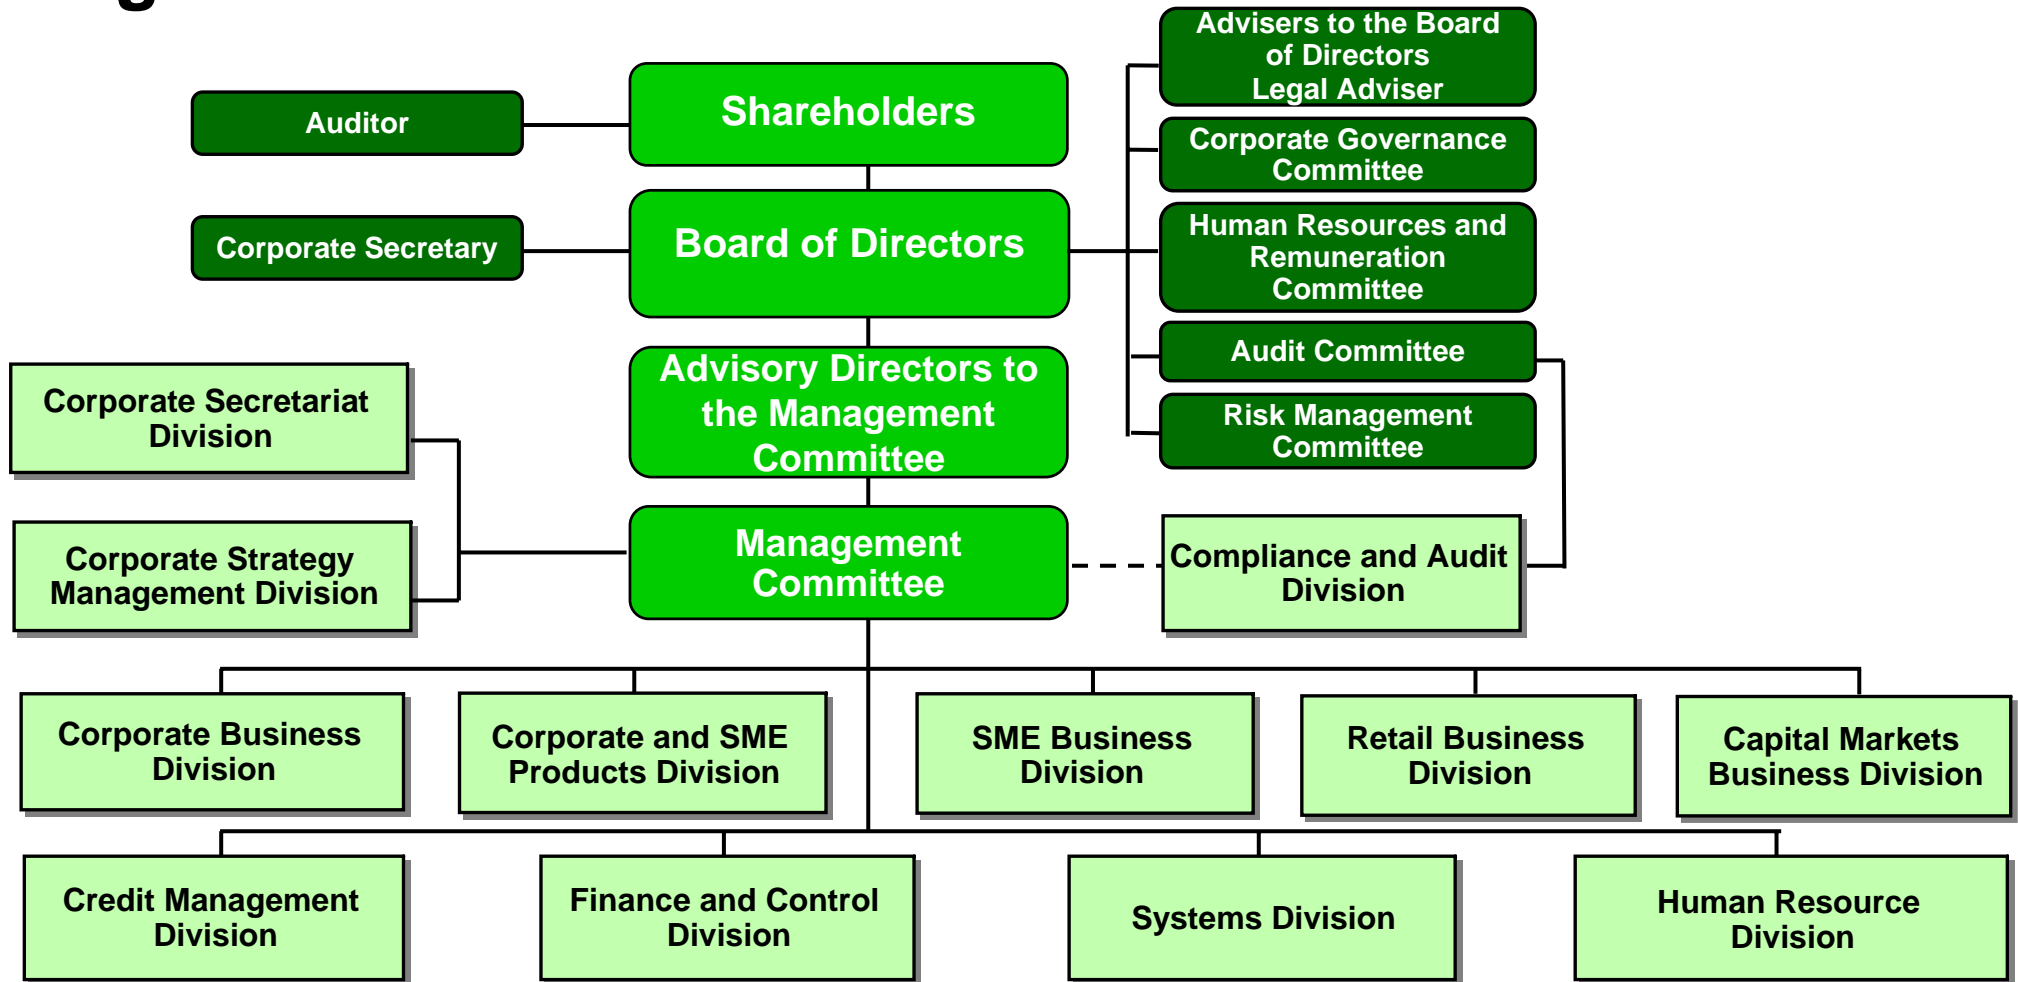 g
Advisers to the Board
of Directors
Legal Adviser
Shareholders
Auditor
Corporate Governance
Committee
Board of Directors
Corporate Secretary
Human Resources and
Remuneration
Committee
Audit Committee
Advisory Directors to
the Management
Committee
Corporate Secretariat
Division
Risk Management
Committee
Management
Committee
Corporate Strategy
Management Division
Compliance and Audit
Division
Corporate Business
Division
Corporate and SME
Products Division
SME Business
Division
Retail Business
Division
Capital Markets
Business Division
Credit Management
Division
Finance and Control
Division
Systems Division
Human Resource
Division